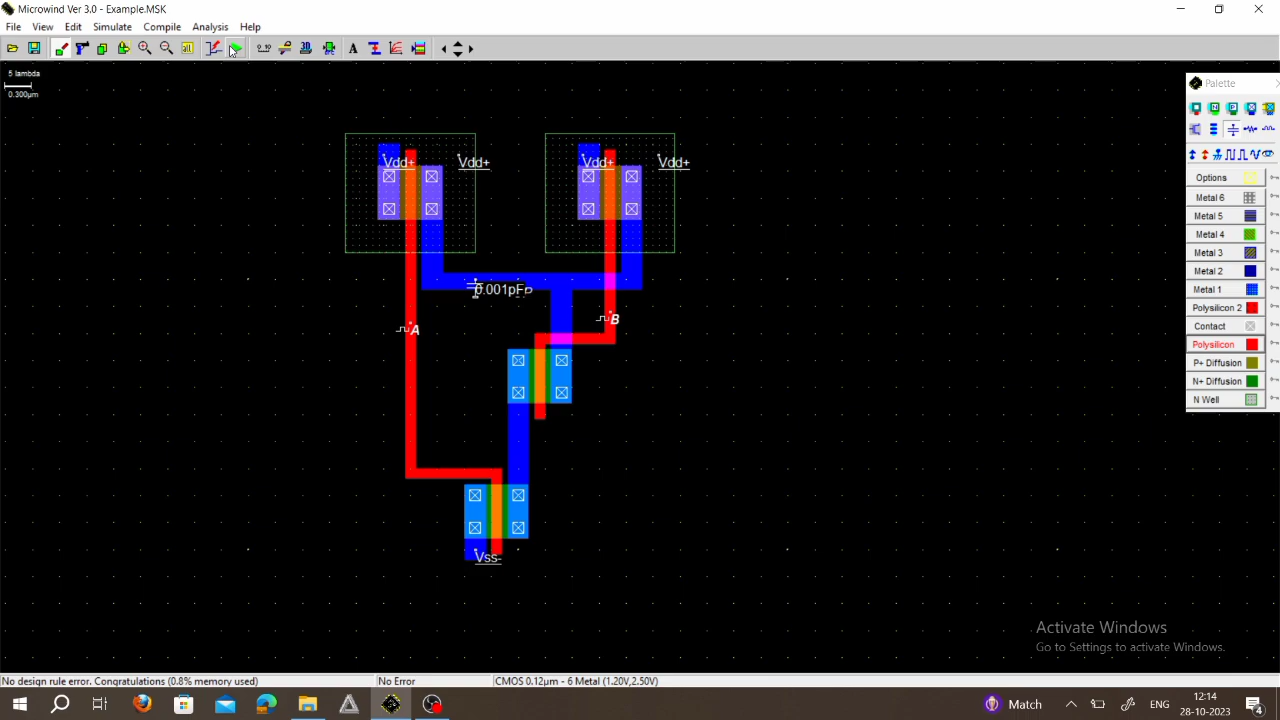 Microwind Ver 3.0 - Example.MSK
File View Edit Simulate Compile Analysis Help
5 lambda
0.300µm
Palette
Vdd+ Vdd+ Vdd+ Vdd+
Options
Metal 6
Metal 5
Metal 4
Metal 3
Metal 2
Metal 1
Polysilicon 2
Contact
Polysilicon
P+ Diffusion
N+ Diffusion
N Well
0.001pF
A
B
Vss-
Activate Windows
Go to Settings to activate Windows.
No design rule error. Congratulations (0.8% memory used) No Error CMOS 0.12µm - 6 Metal (1.20V,2.50V)
Match ENG 12:14
28-10-2023
4